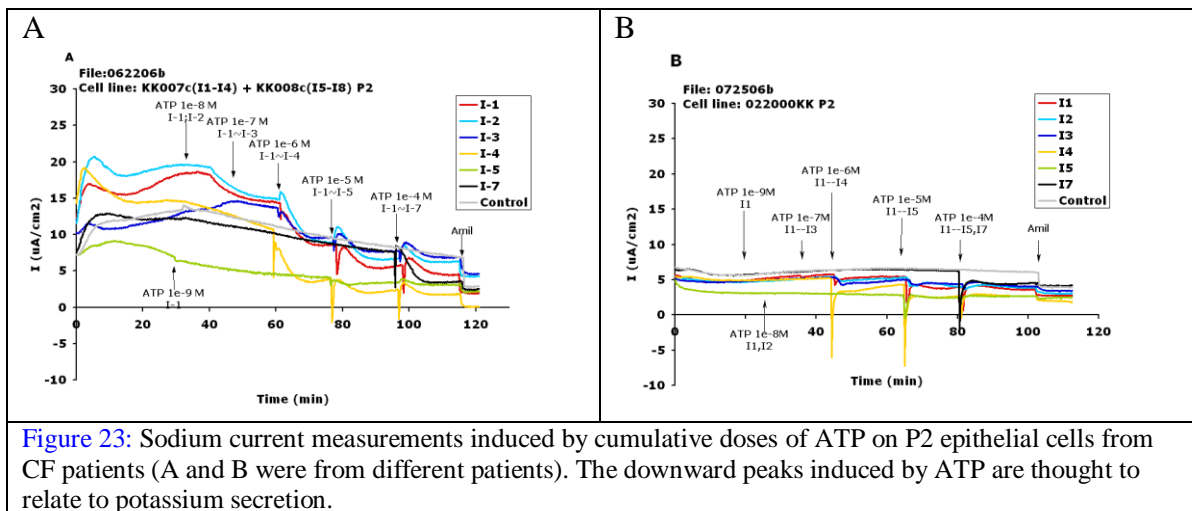 A
A
File:062206b
Cell line: KK007c(I1-I4) + KK008c(I5-I8) P2
30
25
20
15
10
5
0
-5
-10
I (uA/cm2)
ATP 1e-8 M
I-1;I-2
ATP 1e-7 M
I-1~I-3
ATP 1e-6 M
I-1~I-4
ATP 1e-5 M
I-1~I-5
ATP 1e-4 M
I-1~I-7
Amil
ATP 1e-9 M
I-1
I-1
I-2
I-3
I-4
I-5
I-7
Control
0
20
40
60
80
100
120
Time (min)
B
B
File: 072506b
Cell line: 022000KK P2
30
25
20
15
10
5
0
-5
-10
I (uA/cm2)
ATP 1e-9M
I1
ATP 1e-7M
I1--I3
ATP 1e-6M
I1--I4
ATP 1e-5M
I1--I5
ATP 1e-4M
I1--I5,I7
Amil
ATP 1e-8M
I1,I2
I1
I2
I3
I4
I5
I7
Control
0
20
40
60
80
100
120
Time (min)
Figure 23: Sodium current measurements induced by cumulative doses of ATP on P2 epithelial cells from
CF patients (A and B were from different patients). The downward peaks induced by ATP are thought to
relate to potassium secretion.